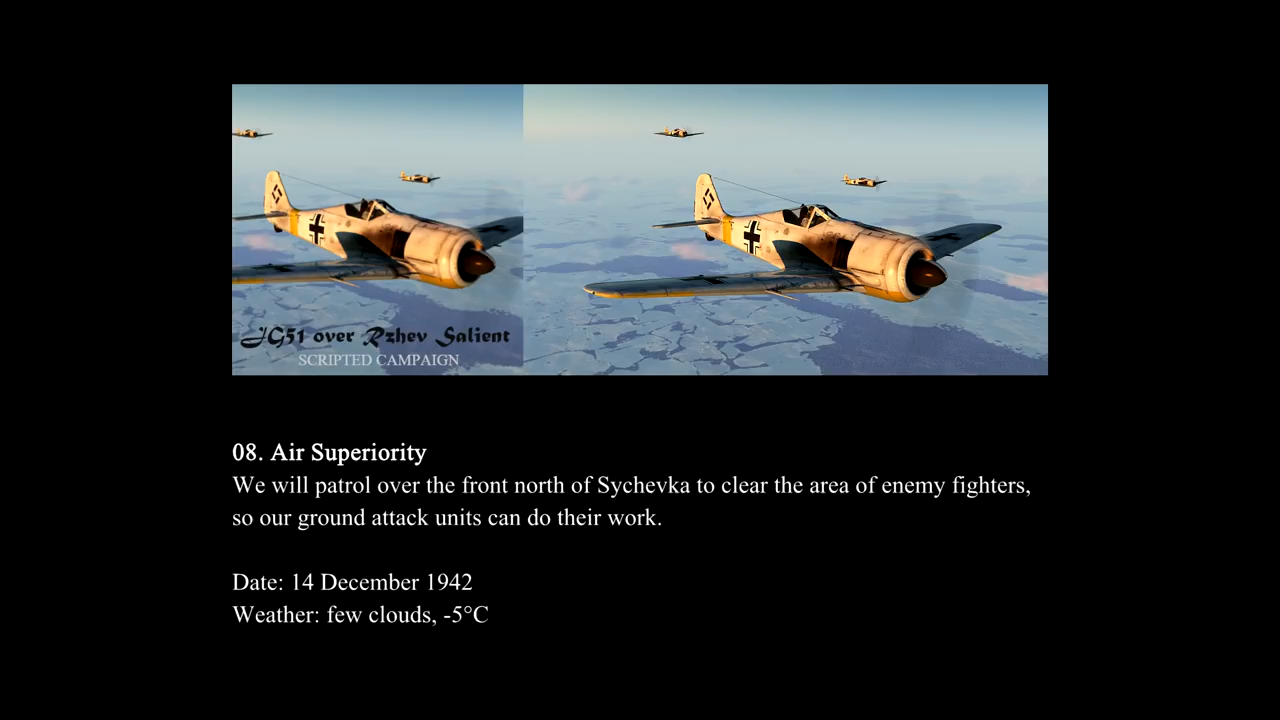 JG51 over Rzhev Salient
SCRIPTED CAMPAIGN
08. Air Superiority
We will patrol over the front north of Sychevka to clear the area of enemy fighters,
so our ground attack units can do their work.
Date: 14 December 1942
Weather: few clouds, -5°C